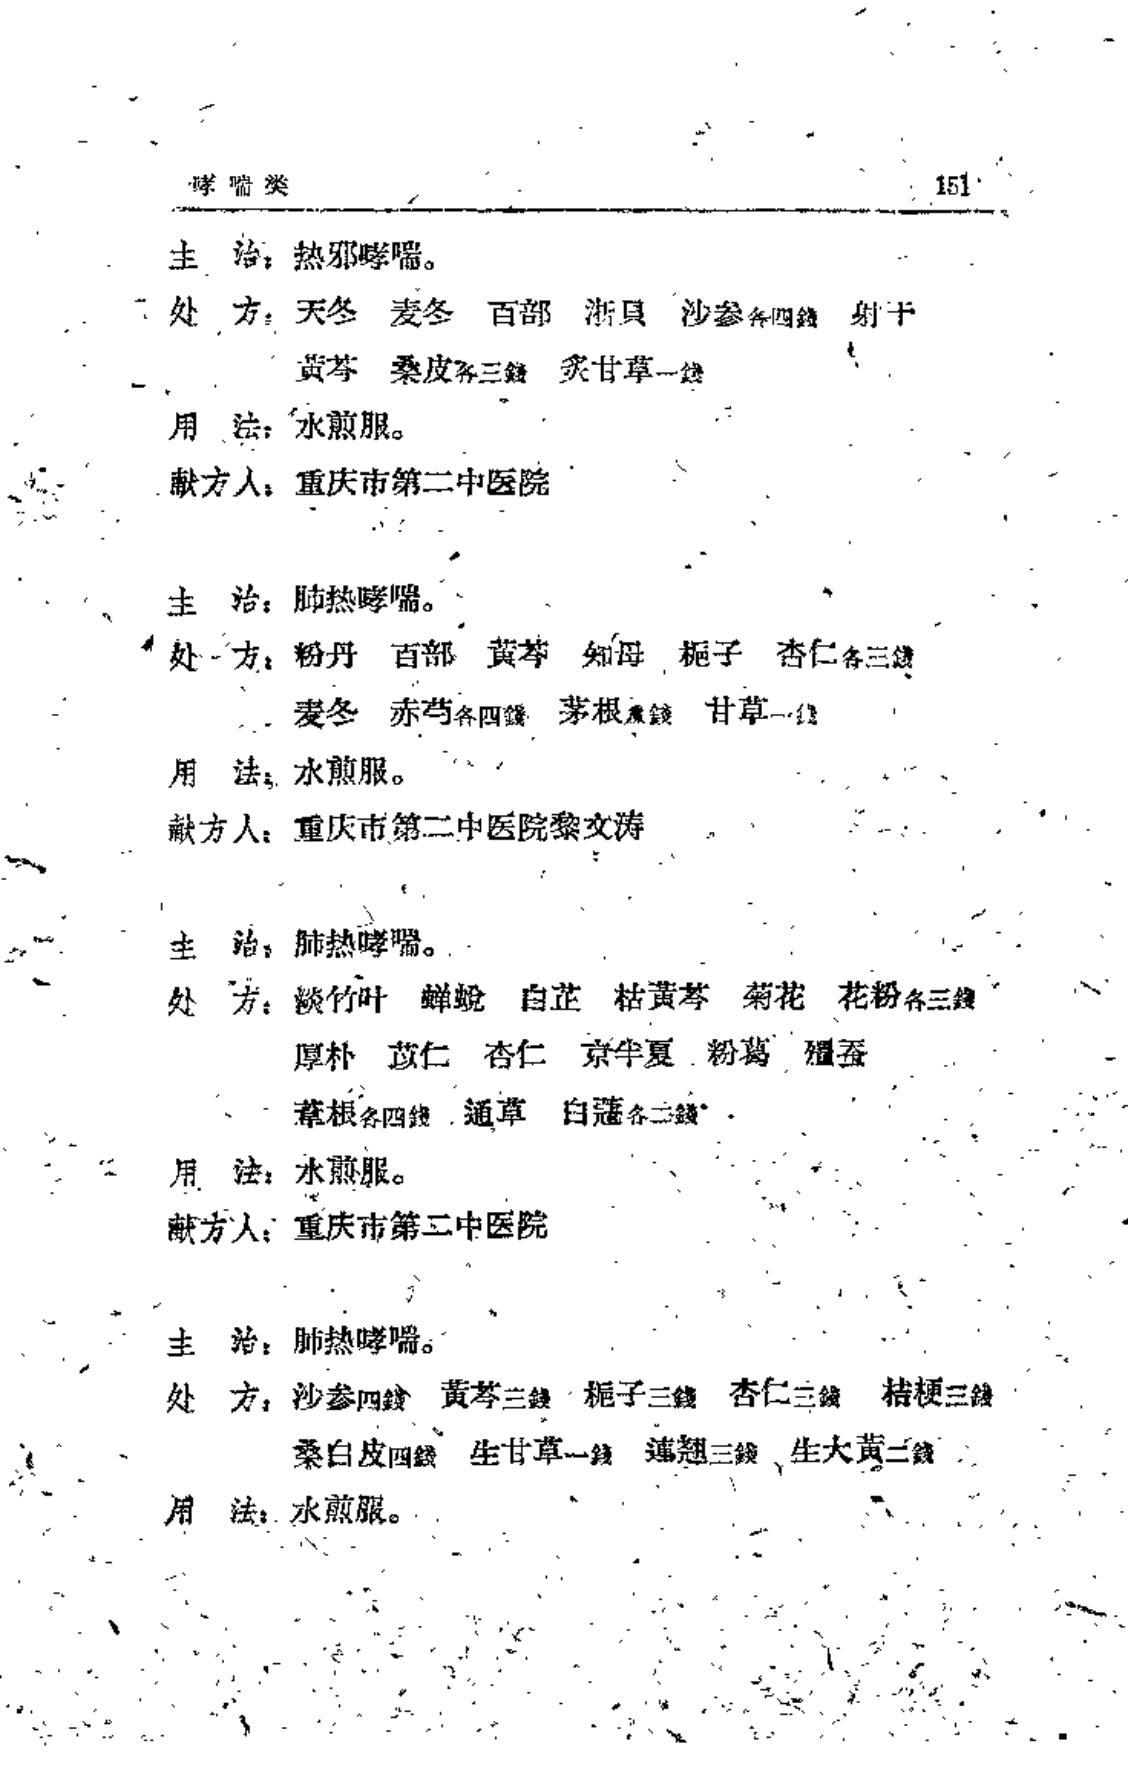 哮喘类 151
主 治：热邪哮喘。
处 方：天冬 麦冬 百部 浙貝 沙参各四錢 射干
黃芩 桑皮各三錢 炙甘草一錢
用 法：水煎服。
献方人：重庆市第二中医院
主 治：肺热哮喘。
处 方：粉丹 百部 黃芩 知母 梔子 杏仁各三錢
麦冬 赤芍各四錢 茅根 錢 甘草一錢
用 法：水煎服。
献方人：重庆市第二中医院黎文涛
主 治：肺热哮喘。
处 方：淡竹叶 蝉蛻 白芷 枯黃芩 菊花 花粉各三錢
厚朴 苡仁 杏仁 京半夏 粉葛 殭蚕
葦根各四錢 通草 白蔻各二錢
用 法：水煎服。
献方人：重庆市第二中医院
主 治：肺热哮喘。
处 方：沙参四錢 黃芩三錢 梔子三錢 杏仁三錢 桔梗三錢
桑白皮四錢 生甘草一錢 蓮翘三錢 生大黃二錢
用 法：水煎服。